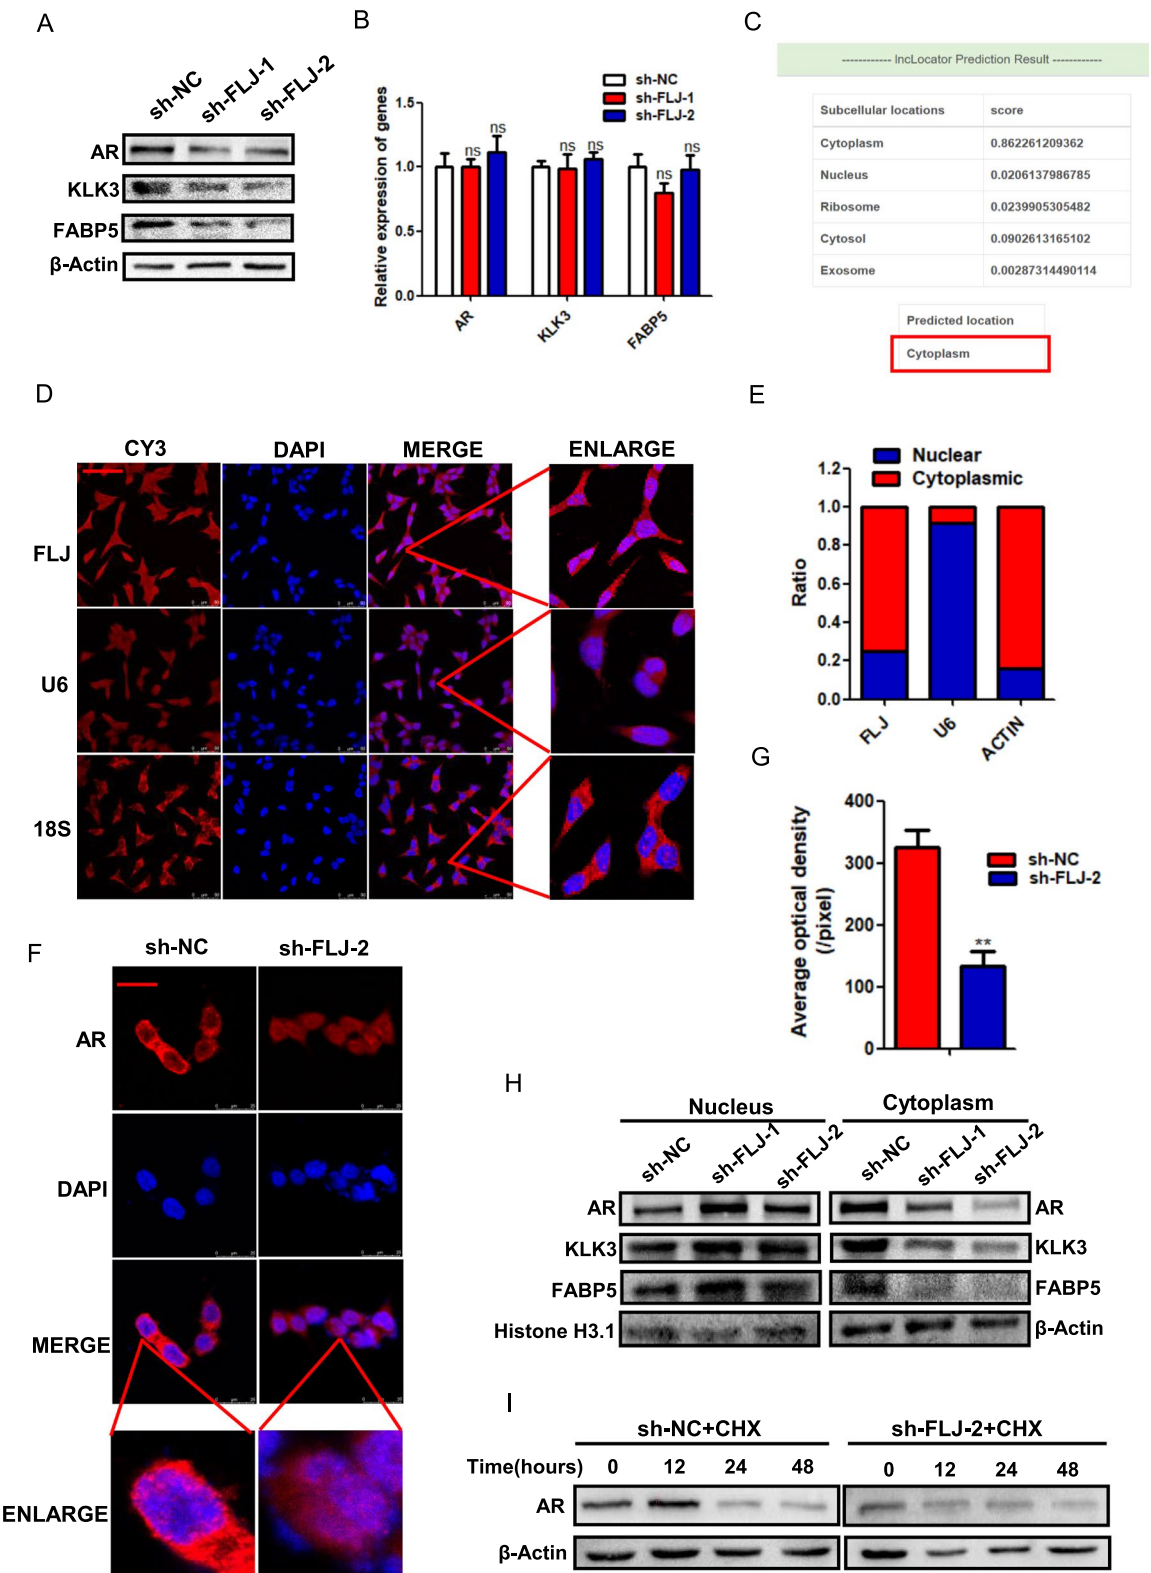 A
sh-NC
sh-FLJ-1
sh-FLJ-2
AR
KLK3
FABP5
β-Actin
B
sh-NC
sh-FLJ-1
sh-FLJ-2
Relative expression of genes
1.5
1.0
0.5
0.0
ns
ns
ns
ns
ns
ns
AR
KLK3
FABP5
C
------------ lncLocator Prediction Result ------------
Subcellular locations score
Cytoplasm 0.862261209362
Nucleus 0.0206137986785
Ribosome 0.0239905305482
Cytosol 0.0902613165102
Exosome 0.00287314490114
Predicted location
Cytoplasm
D
CY3 DAPI MERGE ENLARGE
FLJ
U6
18S
E
Nuclear
Cytoplasmic
Ratio
1.2
1.0
0.8
0.6
0.4
0.2
0.0
FLJ
U6
ACTIN
F
sh-NC sh-FLJ-2
AR
DAPI
MERGE
ENLARGE
G
Average optical density
(/pixel)
400
300
200
100
0
**
sh-NC
sh-FLJ-2
H
Nucleus Cytoplasm
sh-NC
sh-FLJ-1
sh-FLJ-2
sh-NC
sh-FLJ-1
sh-FLJ-2
AR AR
KLK3 KLK3
FABP5 FABP5
Histone H3.1 β-Actin
I
sh-NC+CHX sh-FLJ-2+CHX
Time(hours) 0 12 24 48 0 12 24 48
AR
β-Actin